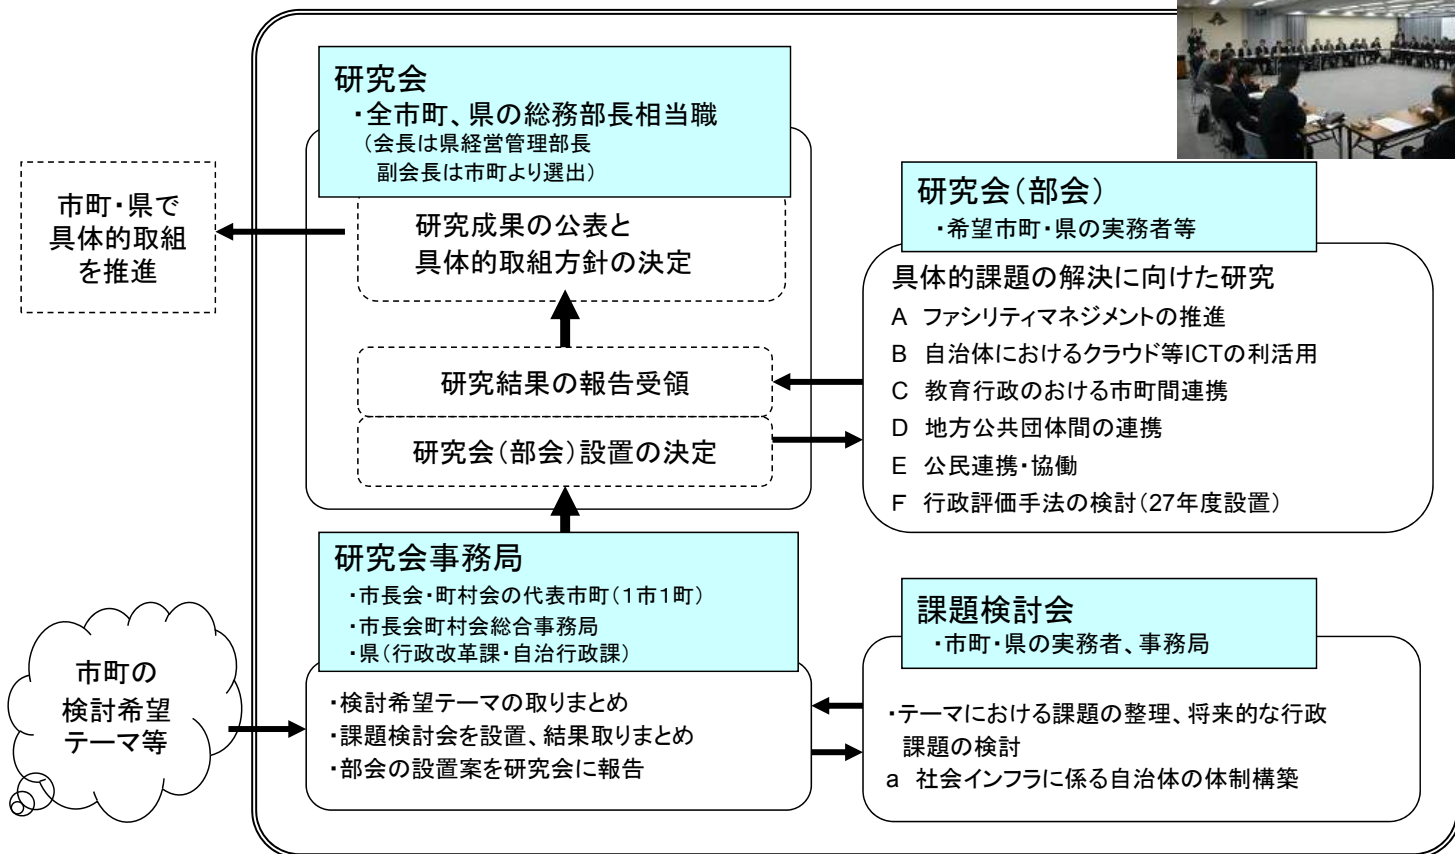 研究会
・全市町、県の総務部長相当職
(会長は県経営管理部長
副会長は市町より選出)
研究成果の公表と
具体的取組方針の決定
研究結果の報告受領
研究会(部会)設置の決定
市町・県で
具体的取組
を推進
研究会(部会)
・希望市町・県の実務者等
具体的課題の解決に向けた研究
A ファシリティマネジメントの推進
B 自治体におけるクラウド等ICTの利活用
C 教育行政のおける市町間連携
D 地方公共団体間の連携
E 公民連携・協働
F 行政評価手法の検討(27年度設置)
研究会事務局
・市長会・町村会の代表市町(1市1町)
・市長会町村会総合事務局
・県(行政改革課・自治行政課)
・検討希望テーマの取りまとめ
・課題検討会を設置、結果取りまとめ
・部会の設置案を研究会に報告
市町の
検討希望
テーマ等
課題検討会
・市町・県の実務者、事務局
・テーマにおける課題の整理、将来的な行政
課題の検討
a 社会インフラに係る自治体の体制構築